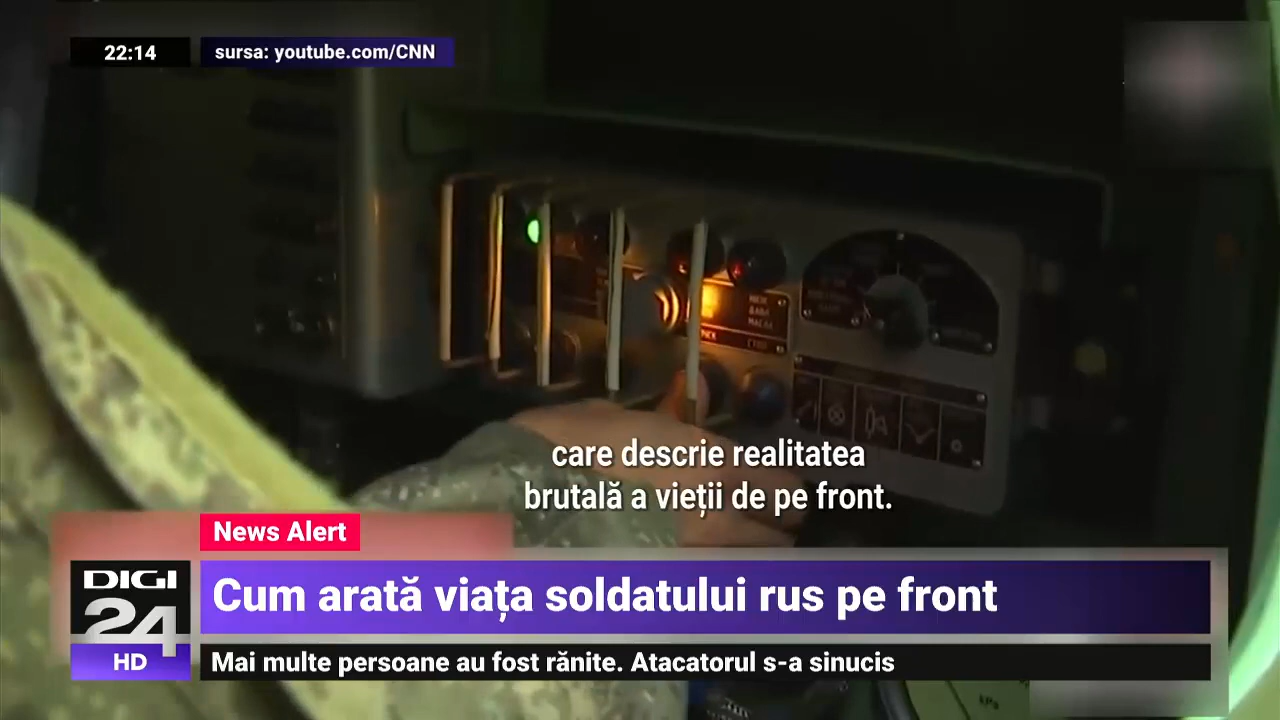 22:14
sursa: youtube.com/CNN
care descrie realitatea
brutală a vieții de pe front.
News Alert
DIGI
24
HD
Cum arată viața soldatului rus pe front
Mai multe persoane au fost rănite. Atacatorul s-a sinucis
kPa